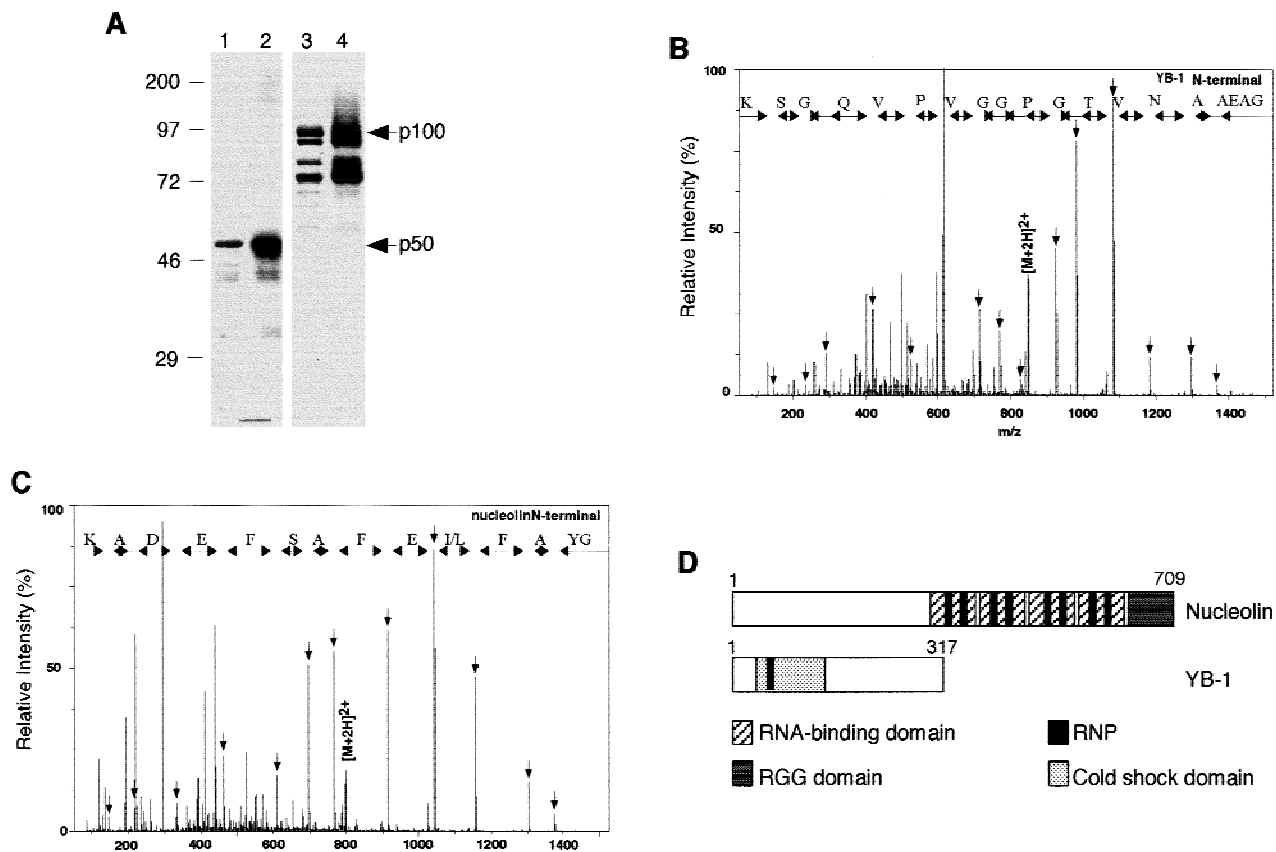 A
1 2 3 4
200
97
72
46
29
p100
p50
B
YB-1 N-terminal
K S G Q V P V G G P G T V N A AEAG
100
50
0
Relative Intensity (%)
[M+2H]2+
200 400 600 800 1000 1200 1400
m/z
C
nucleolinN-terminal
K A D E F S A F E I/L F A YG
100
50
0
Relative Intensity (%)
[M+2H]2+
200 400 600 800 1000 1200 1400
D
1 709
Nucleolin
1 317
YB-1
RNA-binding domain
RNP
RGG domain
Cold shock domain